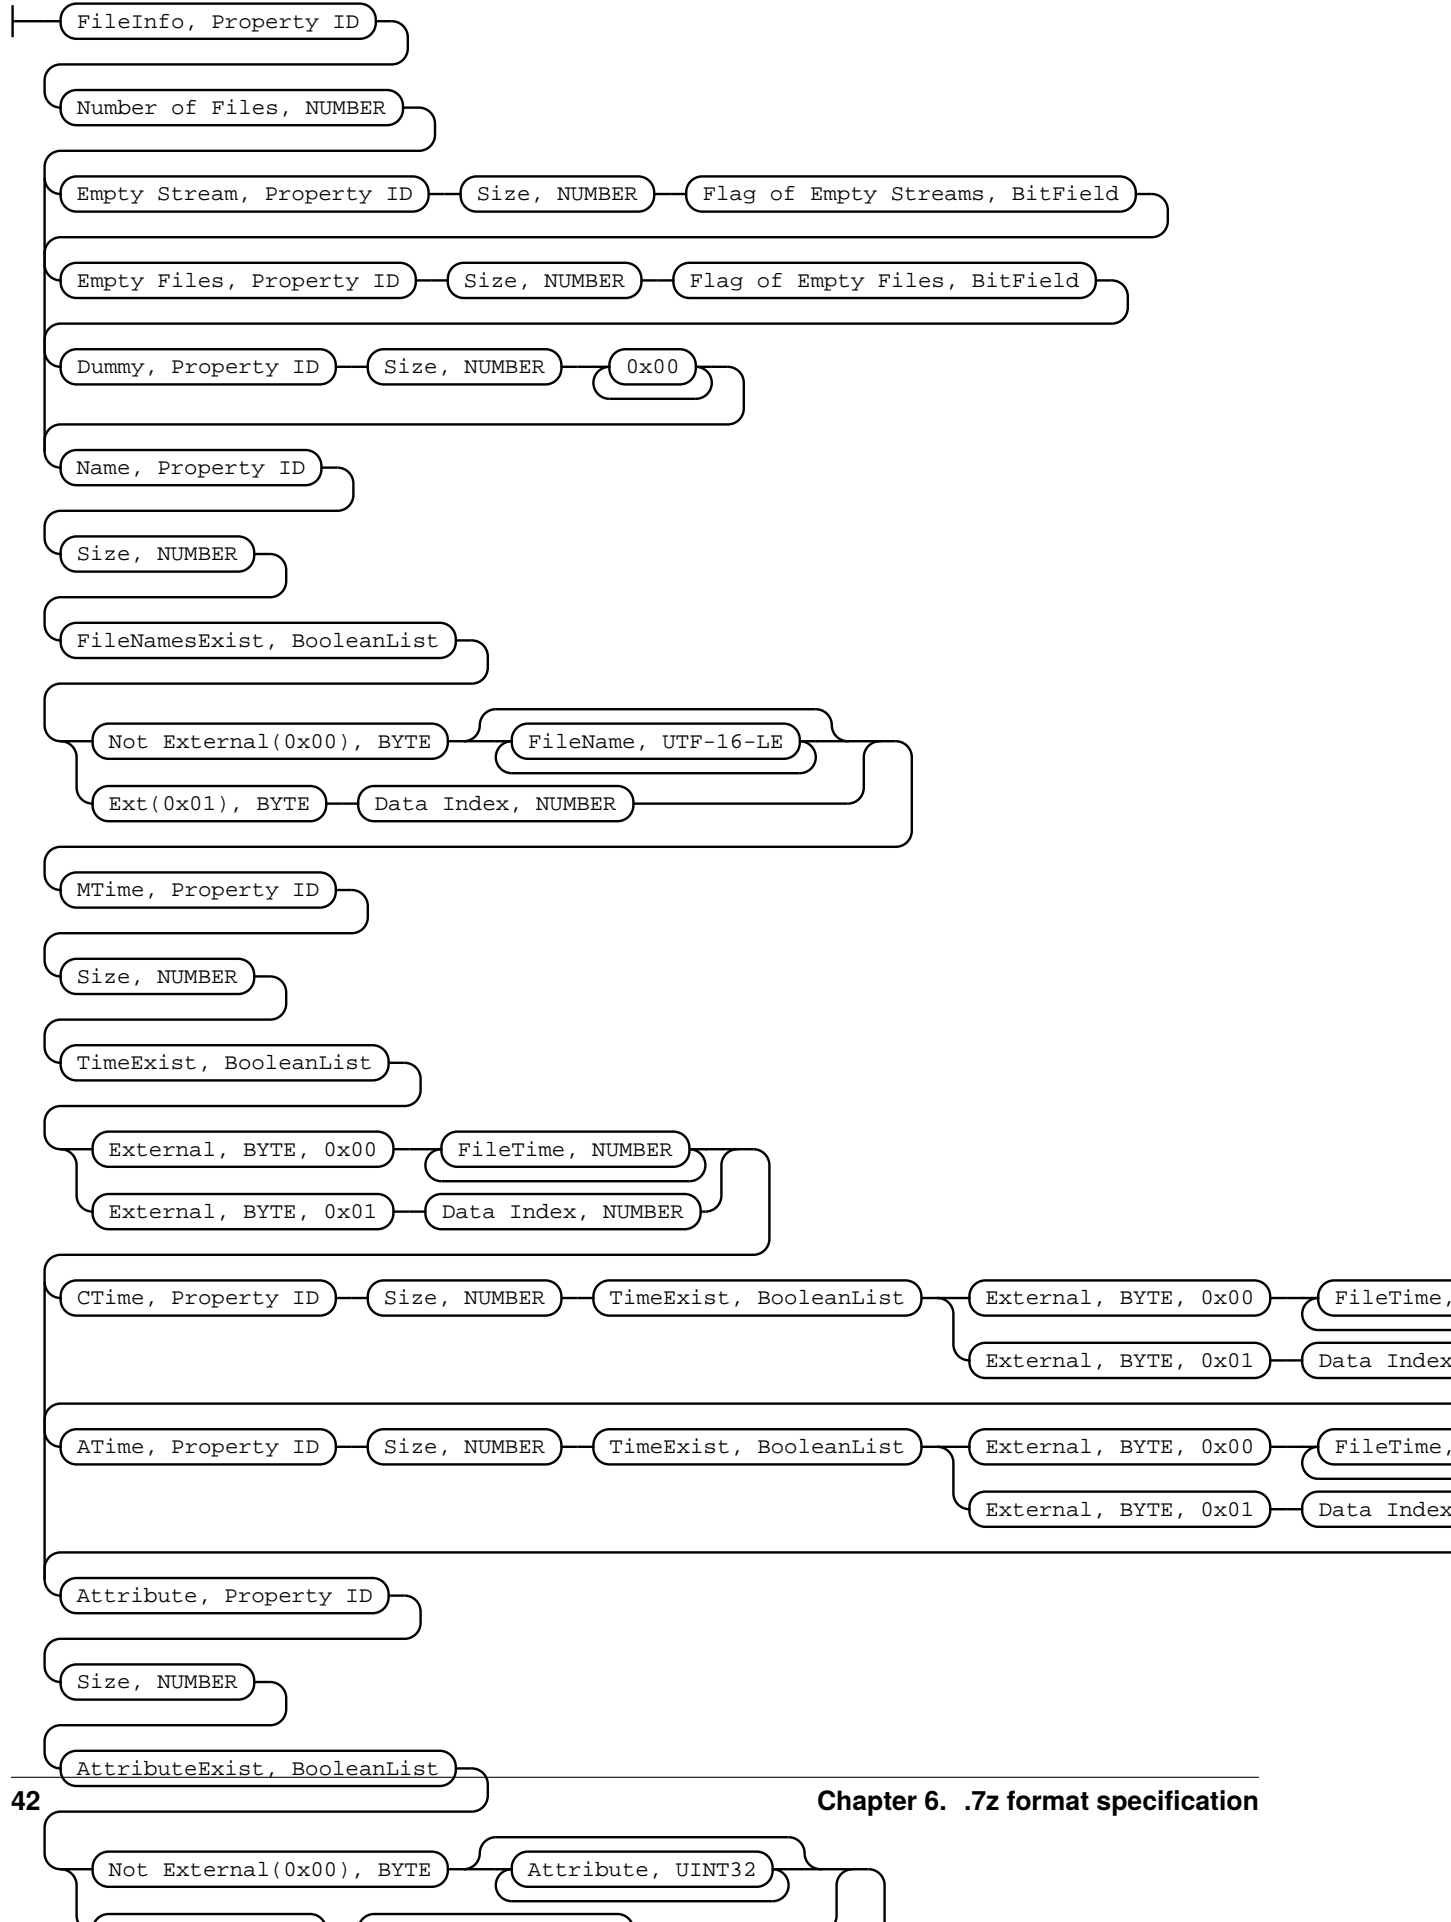 FileInfo, Property ID
Number of Files, NUMBER
Empty Stream, Property ID Size, NUMBER Flag of Empty Streams, BitField
Empty Files, Property ID Size, NUMBER Flag of Empty Files, BitField
Dummy, Property ID Size, NUMBER 0x00
Name, Property ID
Size, NUMBER
FileNamesExist, BooleanList
Not External(0x00), BYTE FileName, UTF-16-LE
Ext(0x01), BYTE Data Index, NUMBER
MTime, Property ID
Size, NUMBER
TimeExist, BooleanList
External, BYTE, 0x00 FileTime, NUMBER
External, BYTE, 0x01 Data Index, NUMBER
CTime, Property ID Size, NUMBER TimeExist, BooleanList External, BYTE, 0x00 FileTime,
External, BYTE, 0x01 Data Index
ATime, Property ID Size, NUMBER TimeExist, BooleanList External, BYTE, 0x00 FileTime,
External, BYTE, 0x01 Data Index
Attribute, Property ID
Size, NUMBER
AttributeExist, BooleanList
42 Chapter 6. .7z format specification
Not External(0x00), BYTE Attribute, UINT32